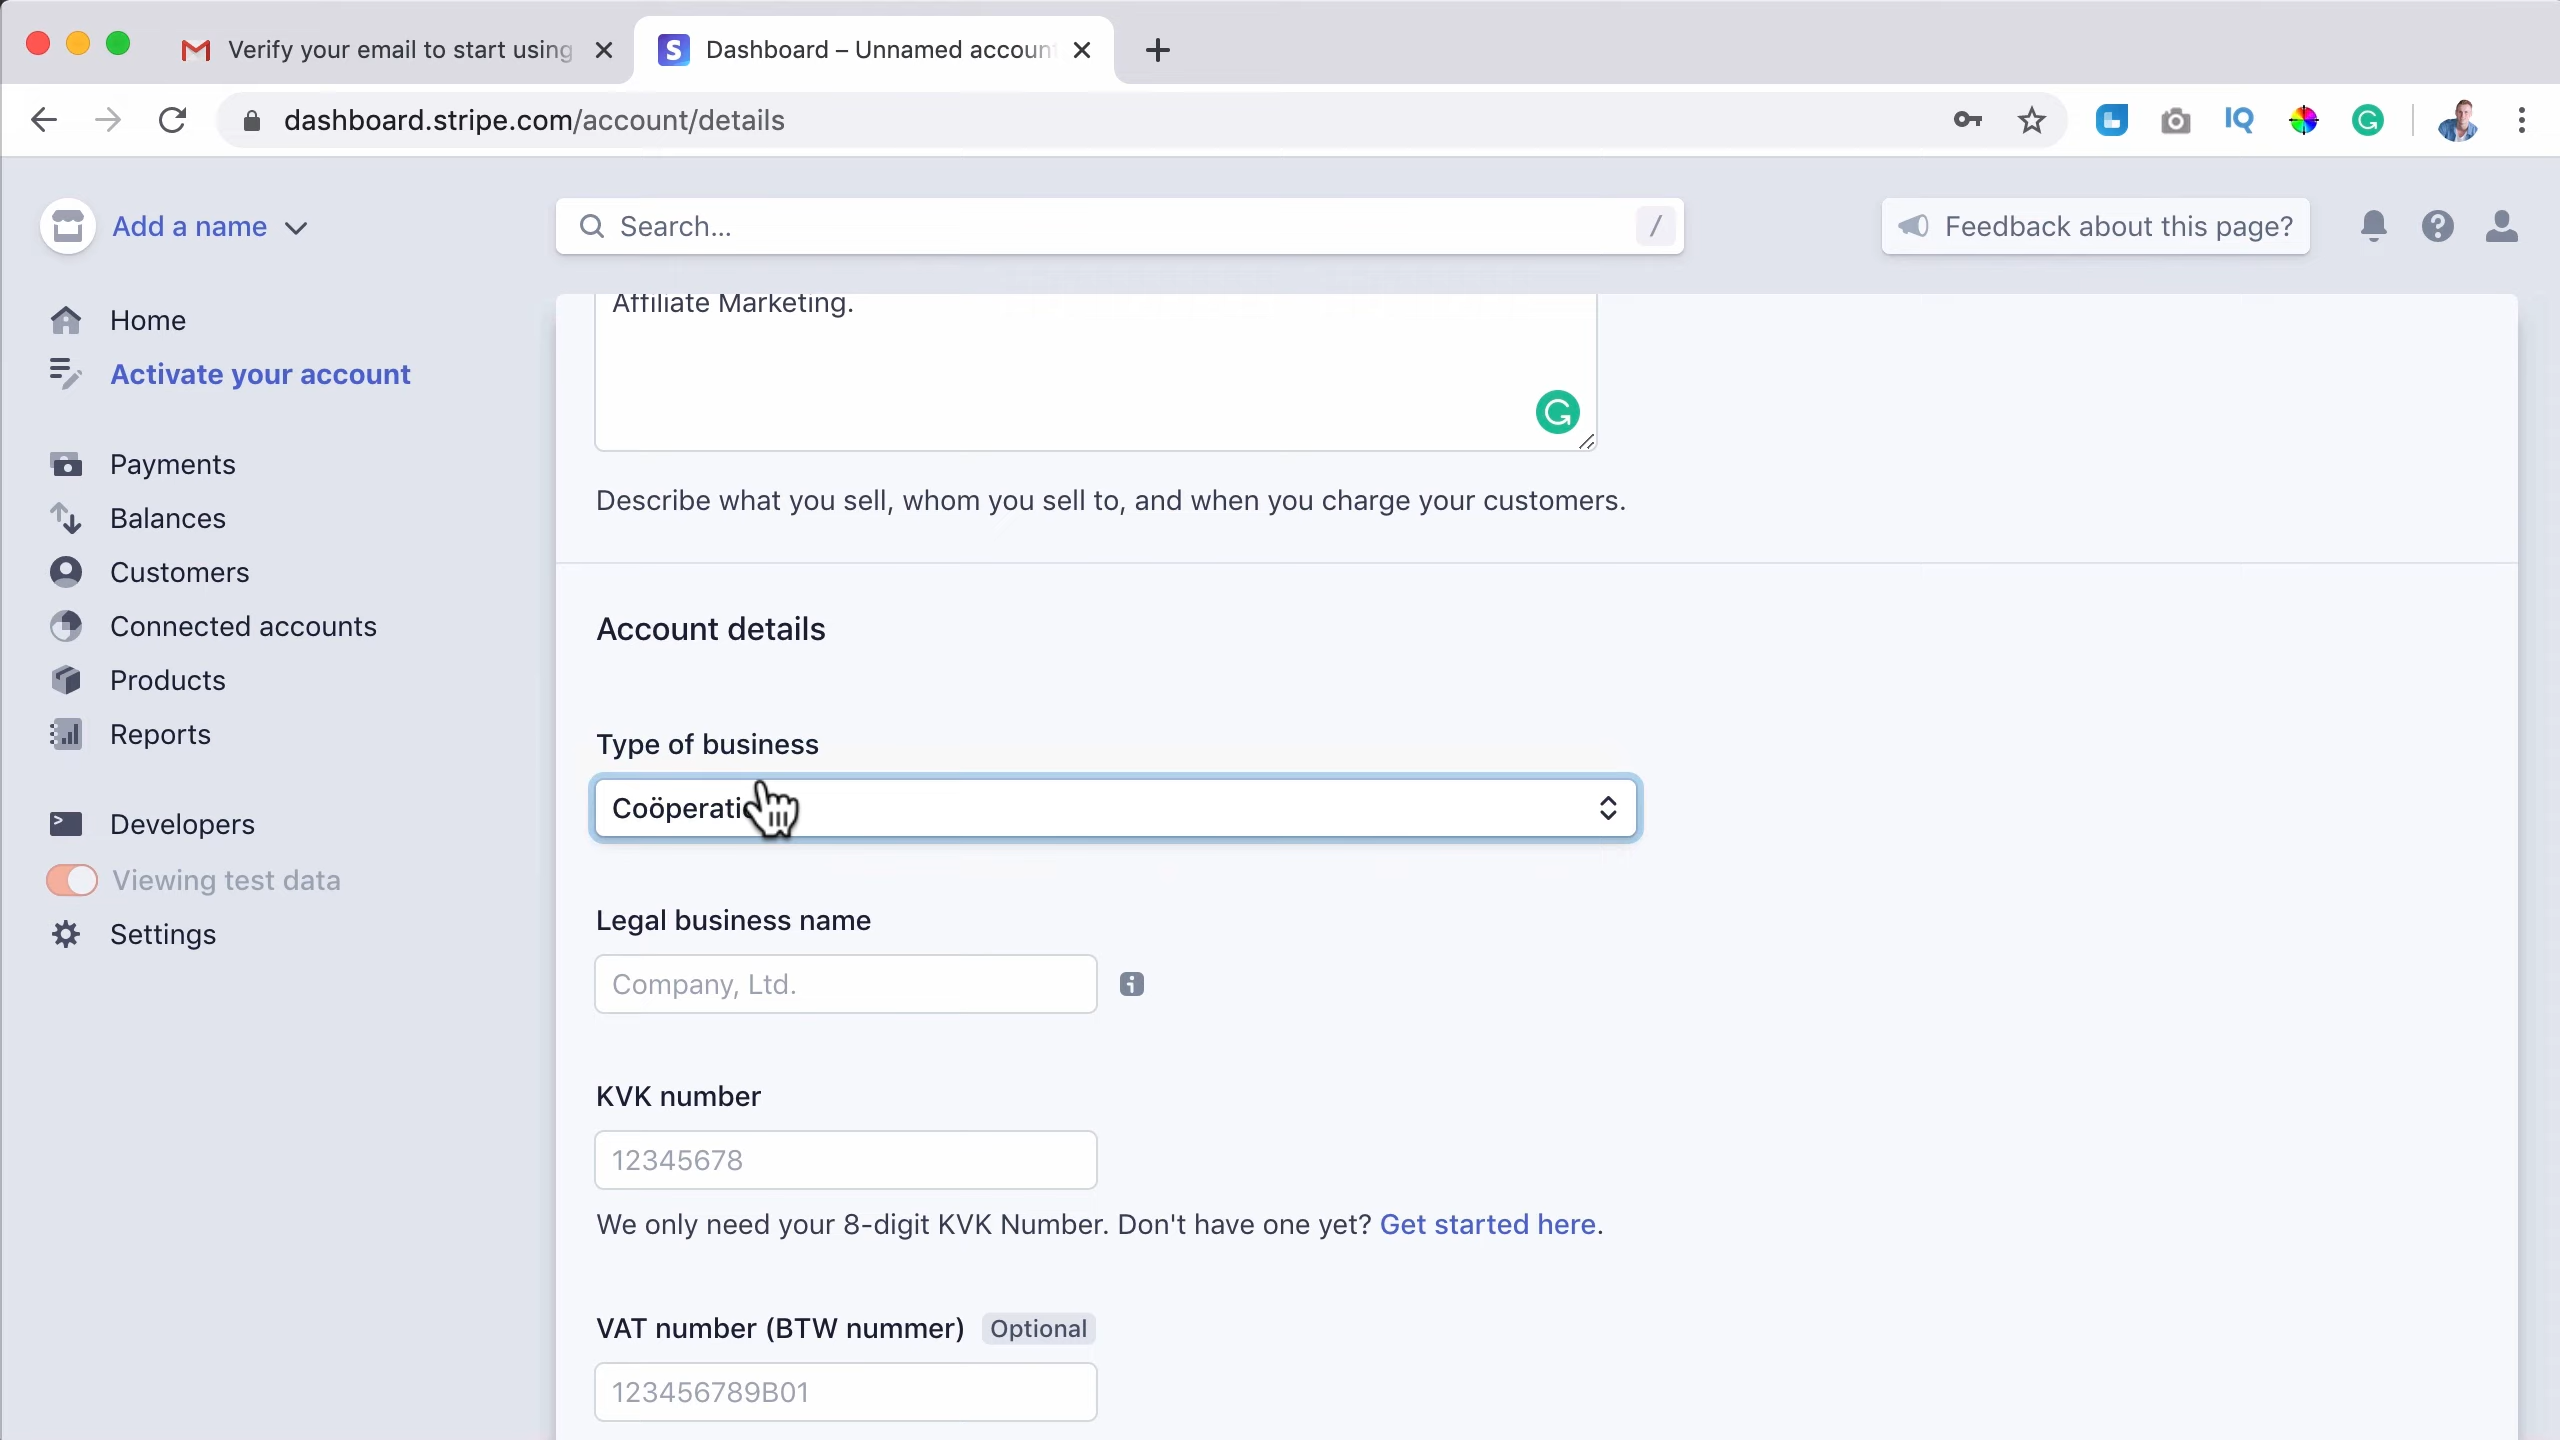 Verify your email to start using
Dashboard – Unnamed accoun
dashboard.stripe.com/account/details
IQ
Add a name
Search...
/
Feedback about this page?
Home
Activate your account
Payments
Balances
Customers
Connected accounts
Products
Reports
Developers
Viewing test data
Settings
Affiliate Marketing.
Describe what you sell, whom you sell to, and when you charge your customers.
Account details
Type of business
Legal business name
Company, Ltd.
KVK number
12345678
We only need your 8-digit KVK Number. Don't have one yet? Get started here.
VAT number (BTW nummer) Optional
123456789B01